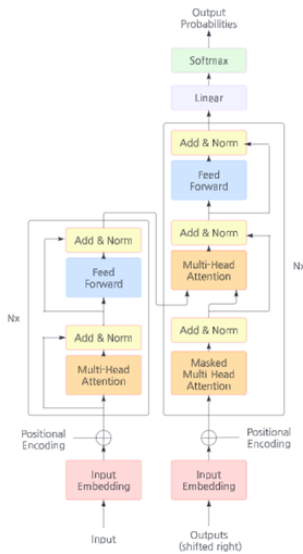 Output
Probabilities
Softmax
Linear
Add & Norm
Feed
Forward
Add & Norm
Multi-Head
Attention
Add & Norm
Masked
Multi Head
Attention
Nx
Positional
Encoding
Input
Embedding
Outputs
(shifted right)
Add & Norm
Feed
Forward
Add & Norm
Multi-Head
Attention
Nx
Positional
Encoding
Input
Embedding
Input